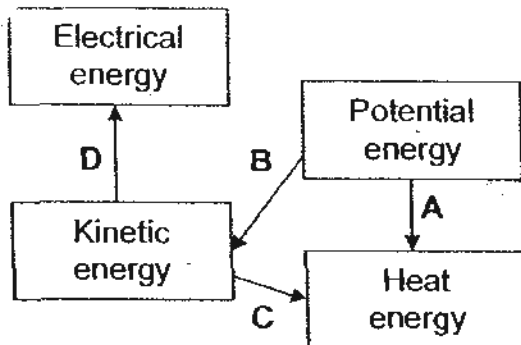 Electrical
energy
Potential
energy
D
B
A
Kinetic
energy
Heat
energy
C